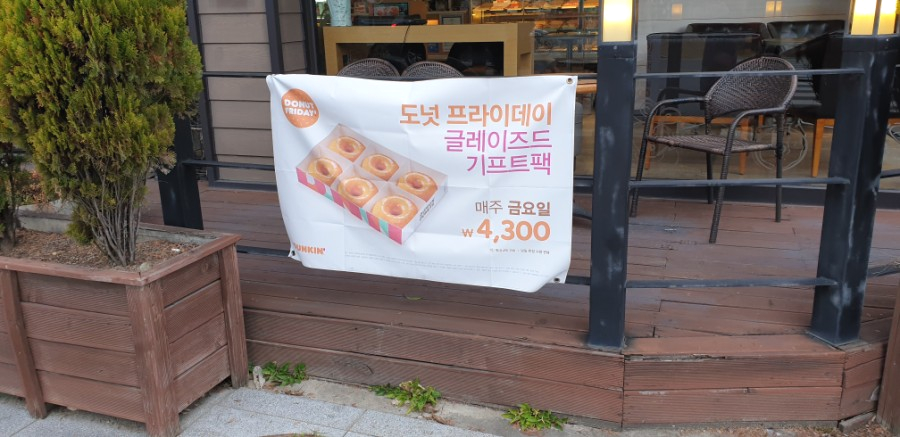 DONUT
FRIDAY
도넛 프라이데이
글레이즈드
기프트팩
매주 금요일
₩4,300
DUNKIN'